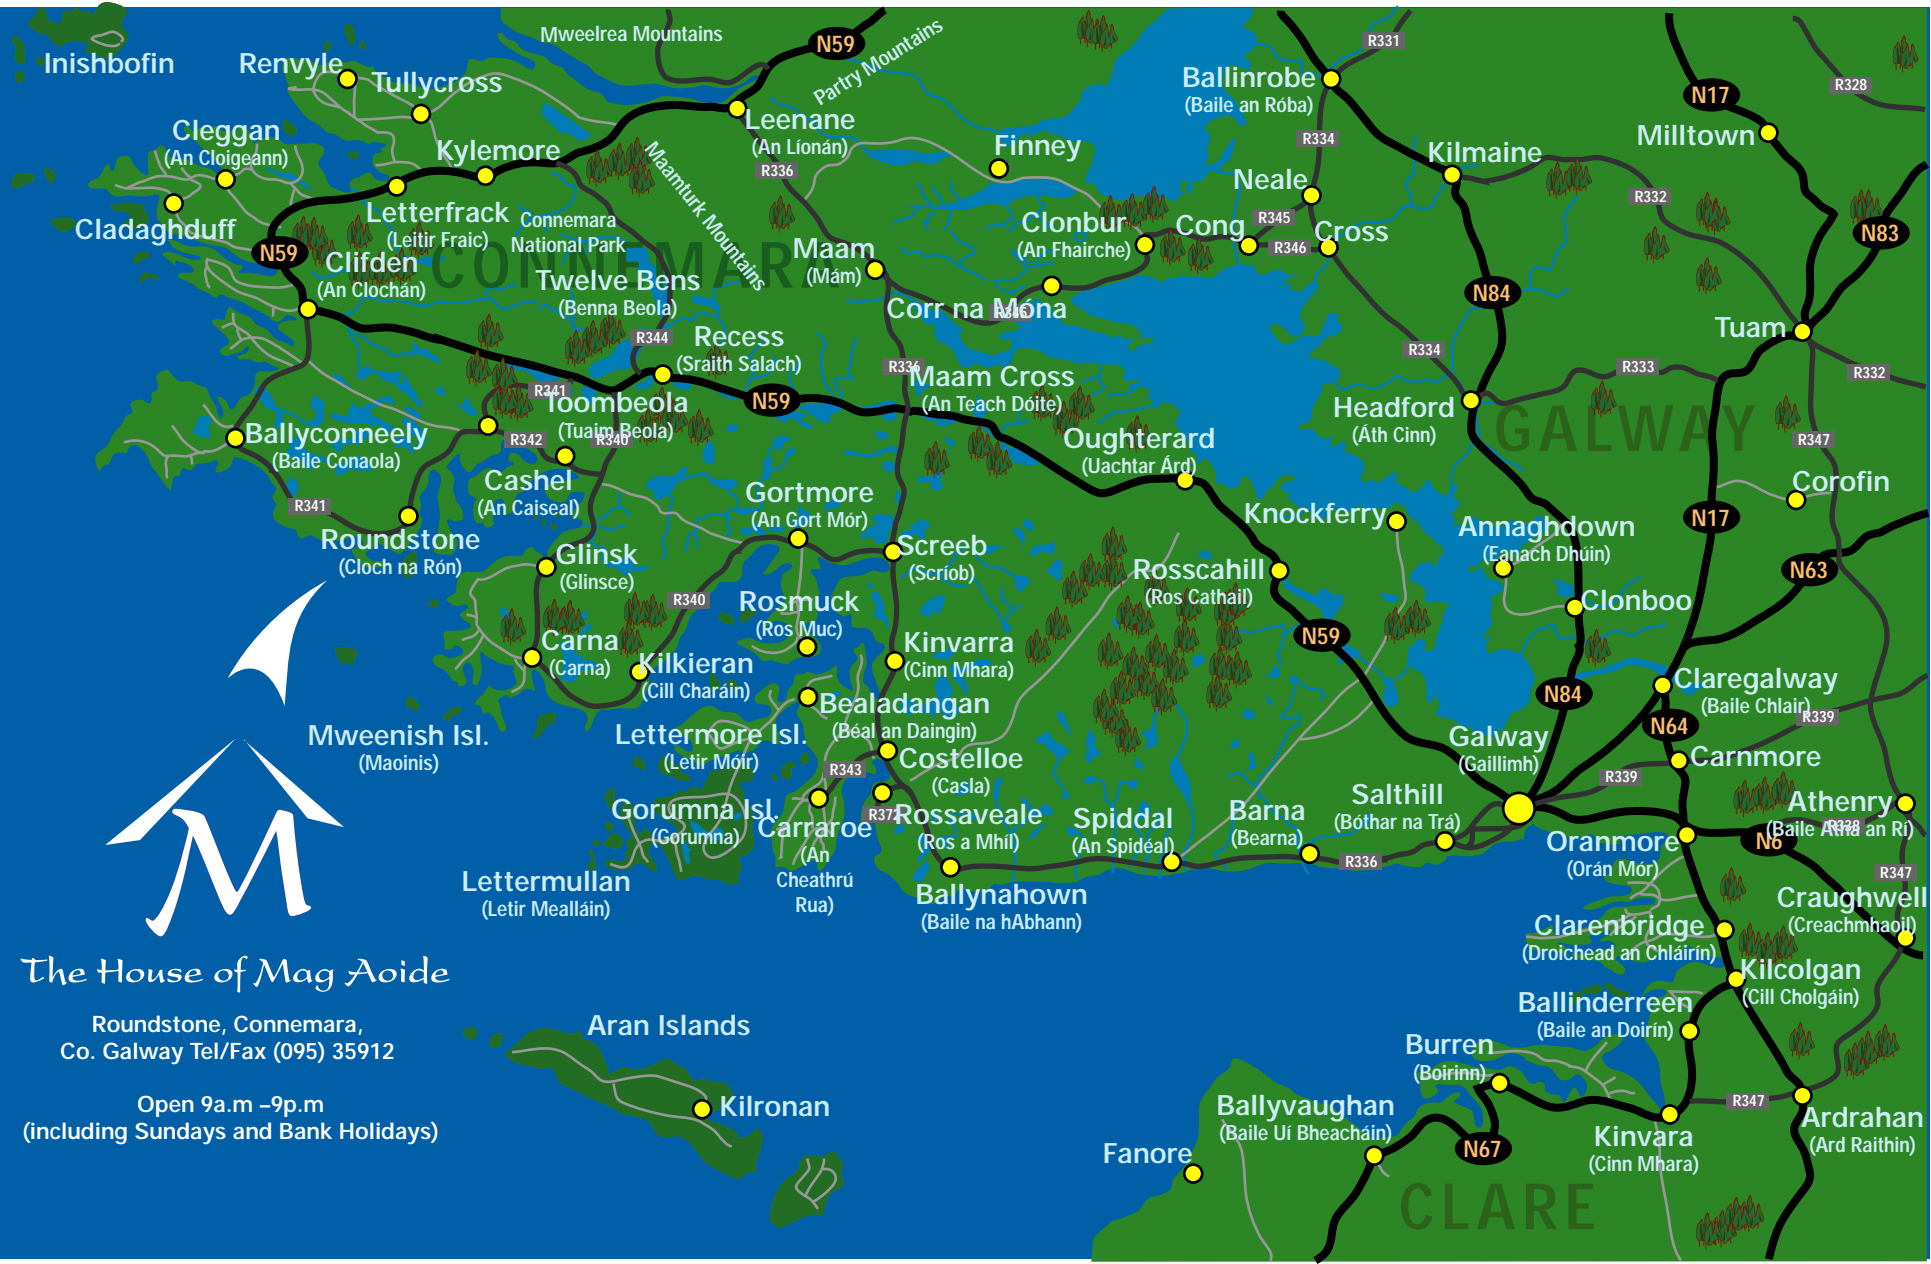 Mweelrea Mountains
N59
Partry Mountains
R331
Inishbofin
Renvyle
Tullycross
Ballinrobe
(Baile an Róba)
N17
R328
Leenane
(An Líonán)
Cleggan
(An Cloigeann)
Kylemore
Maamturk Mountains
R336
Finney
R334
Kilmaine
Milltown
Neale
R332
Cladaghduff
Letterfrack
(Leitir Fraic)
Connemara
National Park
CONNEMARA
Clonbur
(An Fhairche)
Cong
R345
R346
Cross
N83
N59
Clifden
(An Clochán)
Maam
(Mám)
Twelve Bens
(Benna Beola)
Corr na Móna
R345
N84
Tuam
R344
Recess
(Sraith Salach)
R336
R334
R333
R332
Maam Cross
(An Teach Dóite)
R341
N59
Toombeola
(Tuaim Beola)
Headford
(Áth Cinn)
GALWAY
Ballyconneely
(Baile Conaola)
R342
R340
Oughterard
(Uachtar Árd)
R347
Cashel
(An Caiseal)
Gortmore
(An Gort Mór)
Corofin
R341
Knockferry
N17
Roundstone
(Cloch na Rón)
Annaghdown
(Eanach Dhúin)
Glinsk
(Glinsce)
Screeb
(Scríob)
Rosscahill
(Ros Cathail)
N63
R340
Rosmuck
(Ros Muc)
Clonboo
N59
Carna
(Carna)
Kinvarra
(Cinn Mhara)
Kilkieran
(Cill Charáin)
N84
Claregalway
(Baile Chlair)
Bealadangan
(Béal an Daingin)
R339
N64
Mweenish Isl.
(Maoinis)
Lettermore Isl.
(Letir Móir)
Galway
(Gaillimh)
Costelloe
(Casla)
Carnmore
R343
R339
Gorumna Isl.
(Gorumna)
Salthill
(Bóthar na Trá)
Athenry
(Baile Átha an Rí)
R338
Carraroe
(An
Cheathrú
Rua)
R372
Rossaveale
(Ros a Mhíl)
Spiddal
(An Spidéal)
Barna
(Bearna)
R336
Oranmore
(Orán Mór)
N6
R347
Lettermullan
(Letir Mealláin)
Ballynahown
(Baile na hAbhann)
Craughwell
(Creachmhaoil)
Clarenbridge
(Droichead an Chláirín)
M
The House of Mag Aoide
Kilcolgan
(Cill Cholgáin)
Roundstone, Connemara,
Co. Galway Tel/Fax (095) 35912
Aran Islands
Ballinderreen
(Baile an Doirín)
Burren
(Boirinn)
Open 9a.m –9p.m
(including Sundays and Bank Holidays)
Kilronan
Ballyvaughan
(Baile Uí Bheacháin)
R347
Ardrahan
(Ard Raithin)
Kinvara
(Cinn Mhara)
Fanore
N67
CLARE